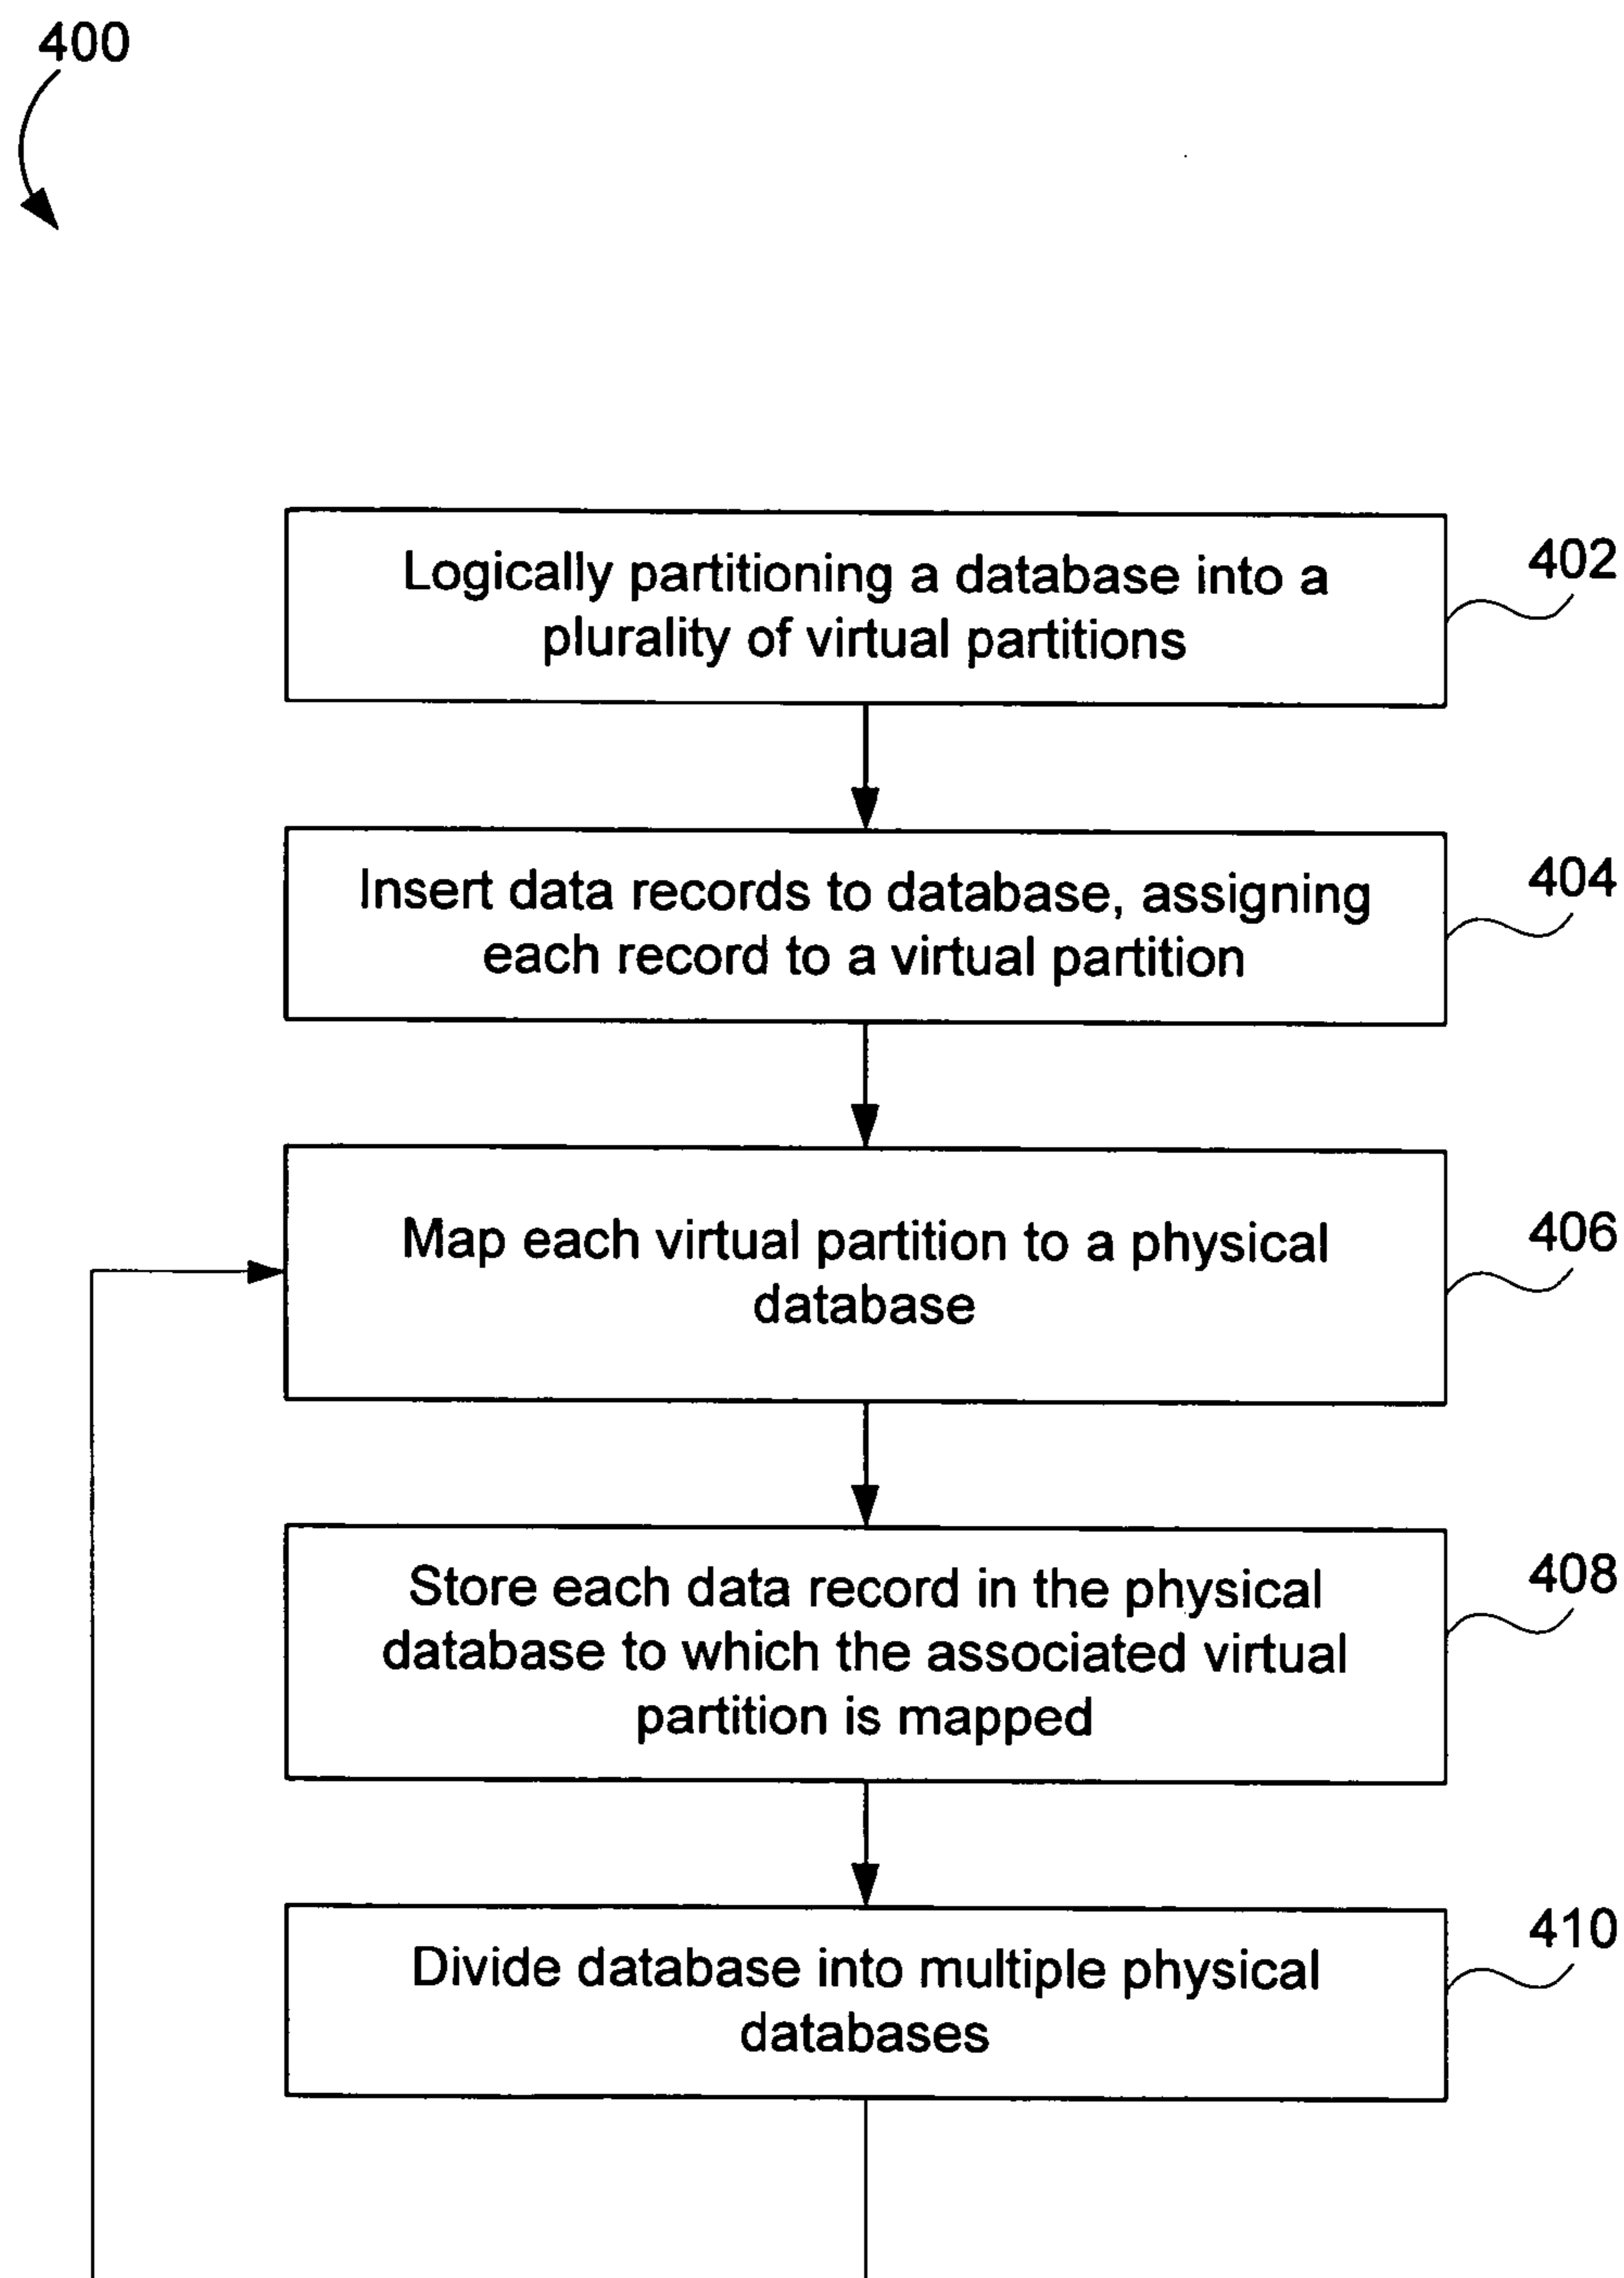 400
Logically partitioning a database into a
plurality of virtual partitions
402
Insert data records to database, assigning
each record to a virtual partition
404
Map each virtual partition to a physical
database
406
Store each data record in the physical
database to which the associated virtual
partition is mapped
408
Divide database into multiple physical
databases
410